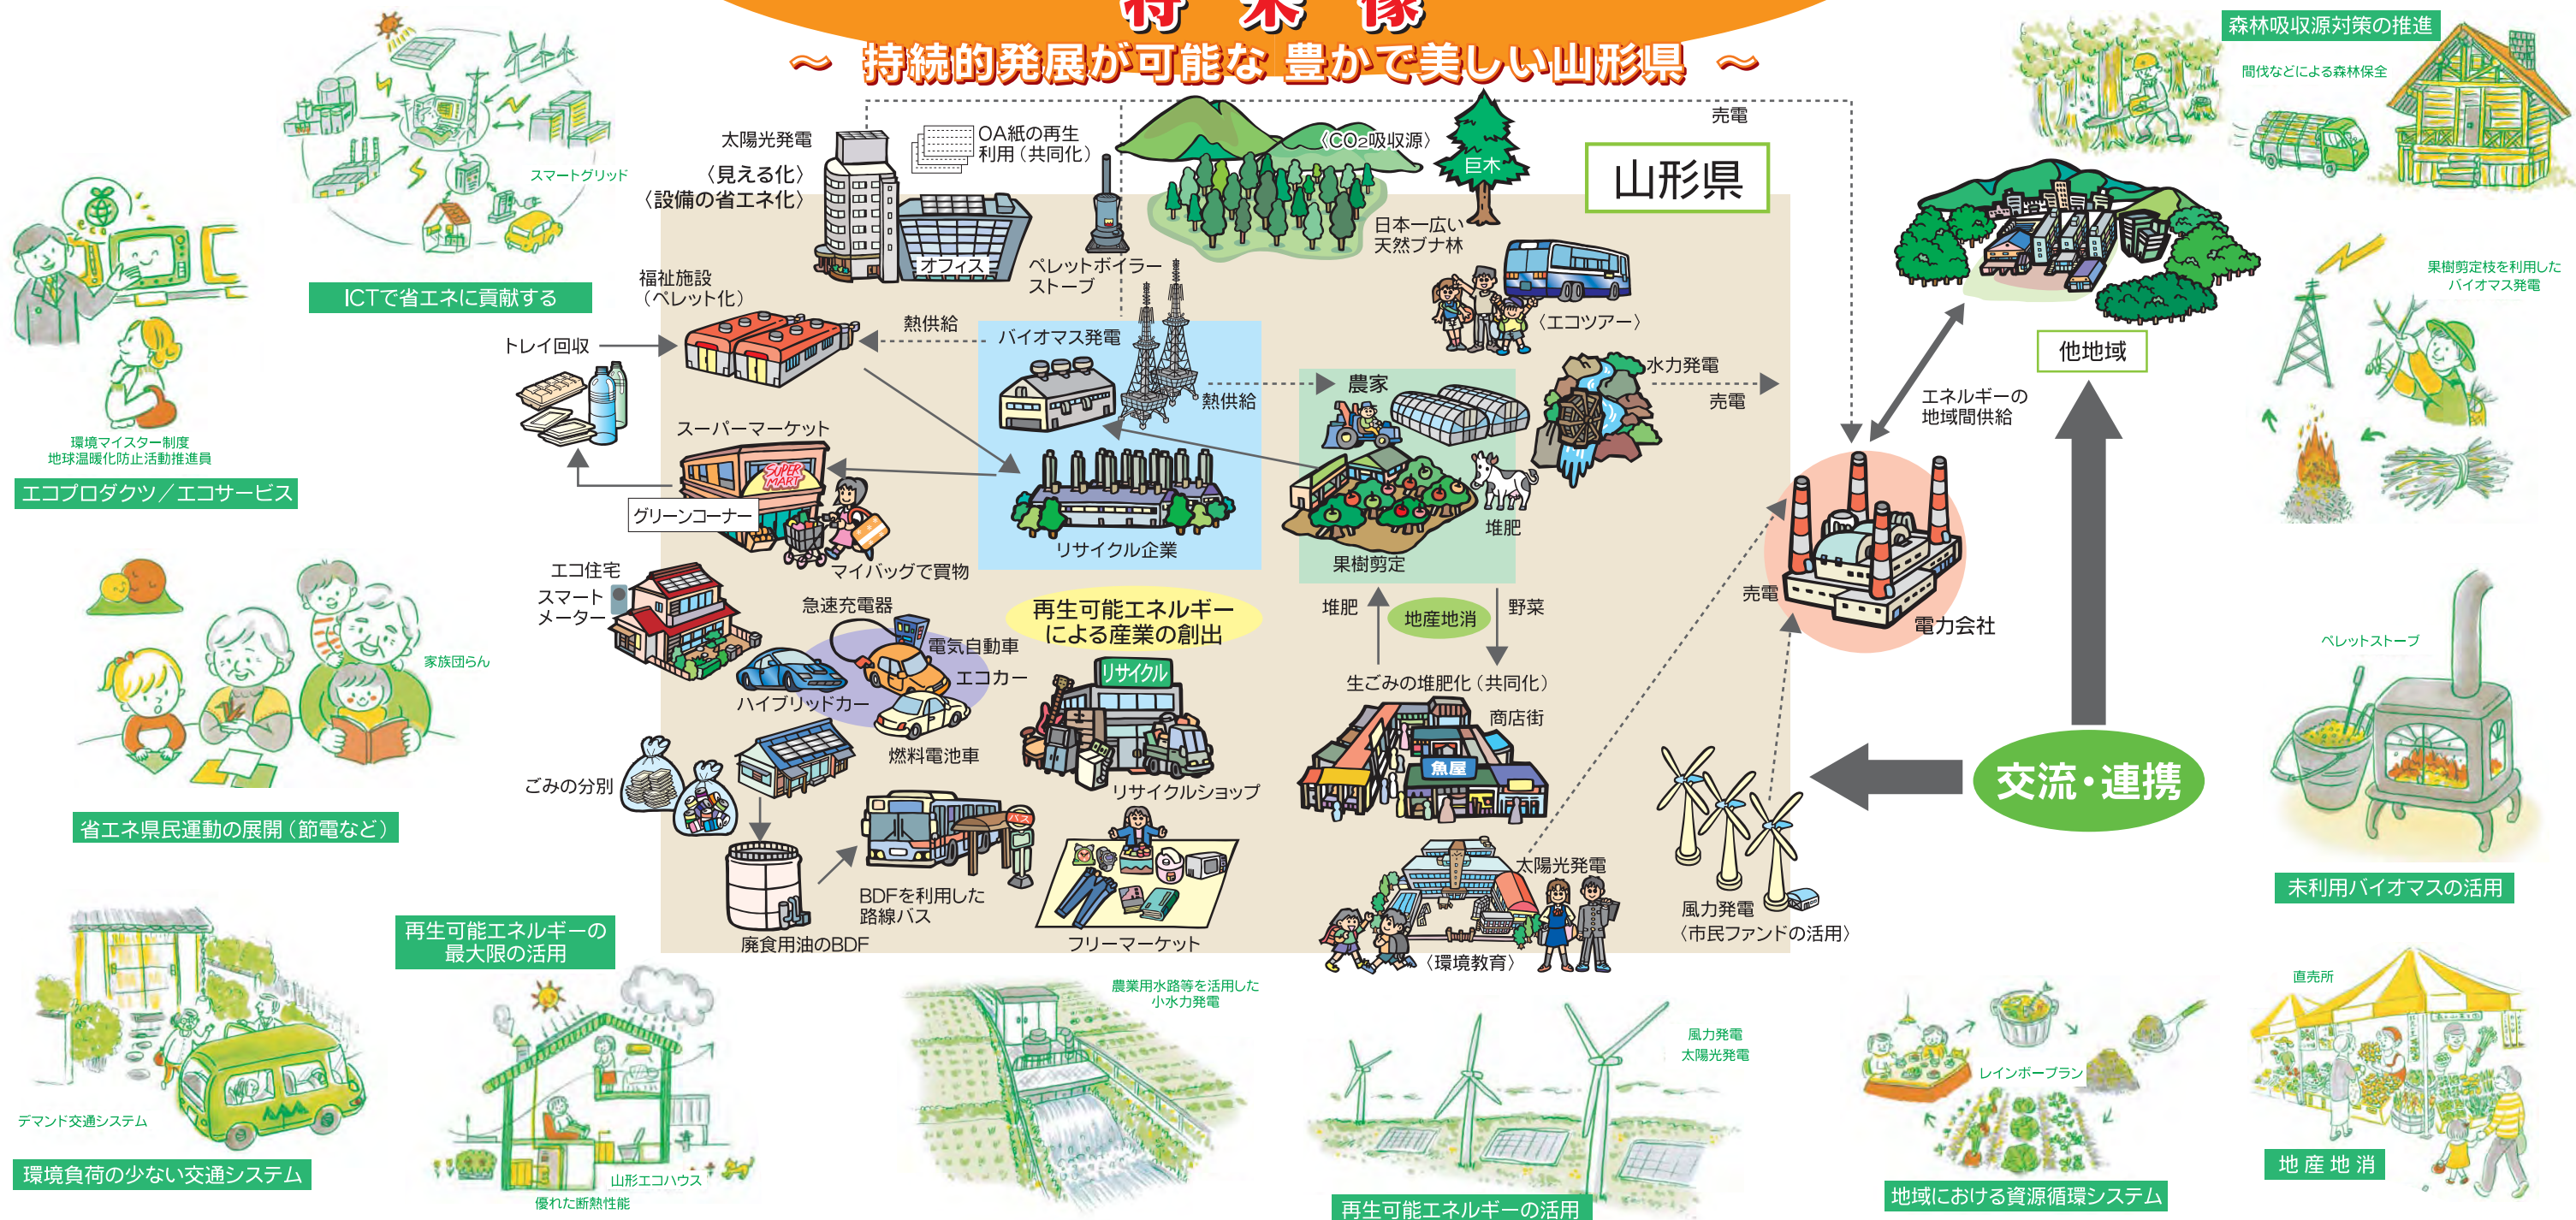 将来像
～ 持続的発展が可能な 豊かで美しい山形県 ～
森林吸収源対策の推進
間伐などによる森林保全
スマートグリッド
ICTで省エネに貢献する
環境マイスター制度
地球温暖化防止活動推進員
エコプロダクツ／エコサービス
太陽光発電
〈見える化〉
〈設備の省エネ化〉
OA紙の再生
利用（共同化）
オフィス
ペレットボイラー
ストーブ
〈CO2吸収源〉
巨木
日本一広い
天然ブナ林
売電
山形県
〈エコツアー〉
福祉施設
（ペレット化）
熱供給
トレイ回収
バイオマス発電
熱供給
農家
水力発電
売電
エネルギーの
地域間供給
他地域
果樹剪定枝を利用した
バイオマス発電
スーパーマーケット
SUPER
MART
グリーンコーナー
マイバッグで買物
リサイクル企業
果樹剪定
堆肥
エコ住宅
スマート
メーター
急速充電器
電気自動車
エコカー
ハイブリッドカー
燃料電池車
再生可能エネルギー
による産業の創出
堆肥
地産地消
野菜
売電
電力会社
リサイクル
リサイクルショップ
生ごみの堆肥化（共同化）
商店街
魚屋
家族団らん
省エネ県民運動の展開（節電など）
ごみの分別
バス
BDFを利用した
路線バス
廃食用油のBDF
フリーマーケット
太陽光発電
〈環境教育〉
風力発電
〈市民ファンドの活用〉
交流・連携
ペレットストーブ
未利用バイオマスの活用
デマンド交通システム
環境負荷の少ない交通システム
再生可能エネルギーの
最大限の活用
山形エコハウス
優れた断熱性能
農業用水路等を活用した
小水力発電
風力発電
太陽光発電
再生可能エネルギーの活用
レインボープラン
地域における資源循環システム
直売所
地産地消